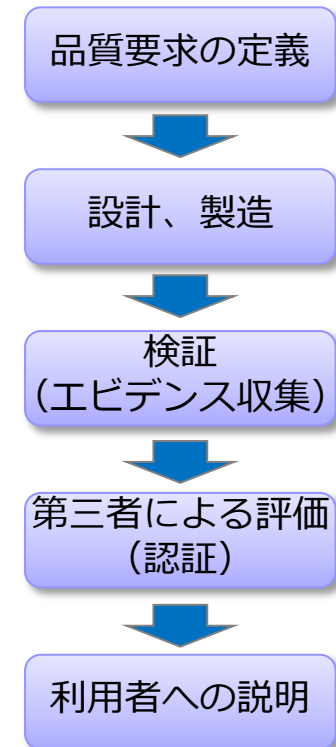 品質要求の定義
設計、製造
検証
（エビデンス収集）
第三者による評価
（認証）
利用者への説明